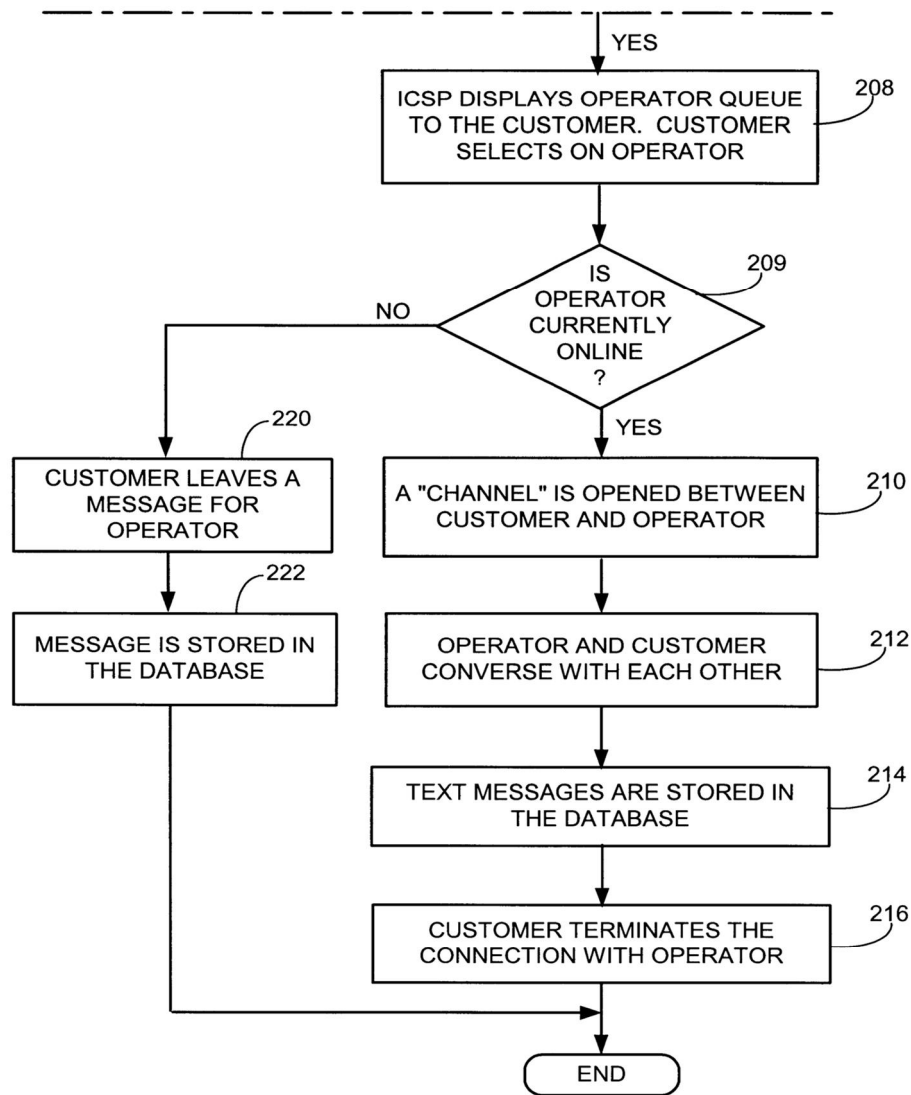 YES
ICSP DISPLAYS OPERATOR QUEUE
TO THE CUSTOMER. CUSTOMER
SELECTS ON OPERATOR
208
IS
OPERATOR
CURRENTLY
ONLINE
?
209
NO
YES
220
CUSTOMER LEAVES A
MESSAGE FOR
OPERATOR
A "CHANNEL" IS OPENED BETWEEN
CUSTOMER AND OPERATOR
210
222
MESSAGE IS STORED IN
THE DATABASE
OPERATOR AND CUSTOMER
CONVERSE WITH EACH OTHER
212
TEXT MESSAGES ARE STORED IN
THE DATABASE
214
CUSTOMER TERMINATES THE
CONNECTION WITH OPERATOR
216
END